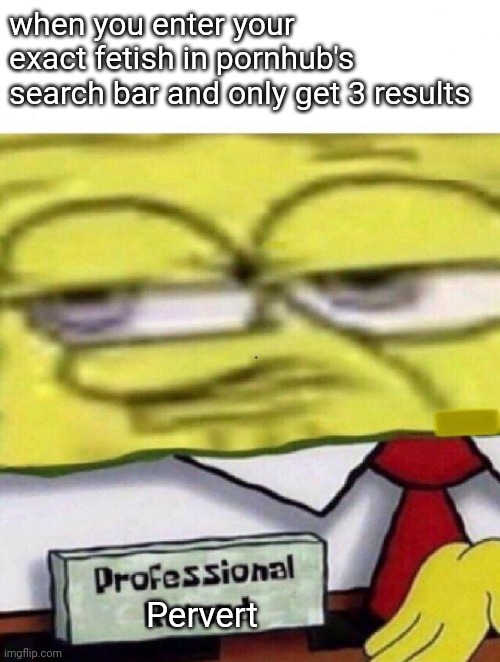 when you enter your
exact fetish in pornhub's
search bar and only get 3 results
Professional
Pervert
imgflip.com